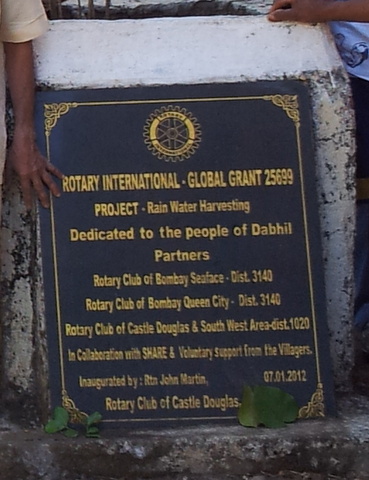 ROTARY INTERNATIONAL - GLOBAL GRANT 25699
PROJECT - Rain Water Harvesting
Dedicated to the people of Dabhil
Partners
Rotary Club of Bombay Seaface - Dist. 3140
Rotary Club of Bombay Queen City - Dist. 3140
Rotary Club of Castle Douglas & South West Area-dist.1020
In Collaboration with SHARE & Voluntary support from the Villagers.
Inaugurated by : Rtn John Martin, 07.01.2012
Rotary Club of Castle Douglas.